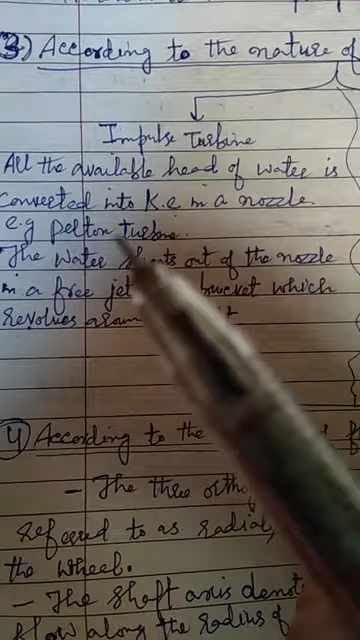 3) According to the nature of
Impulse Turbine
All the available head of water is
converted into K.e in a nozzle.
e.g pelton turbine.
The water out of the nozzle
in a free jet bucket which
revolves
4) According to the
- The three
referred to as radial,
the wheel.
- The shaft axis
flow along the radius of